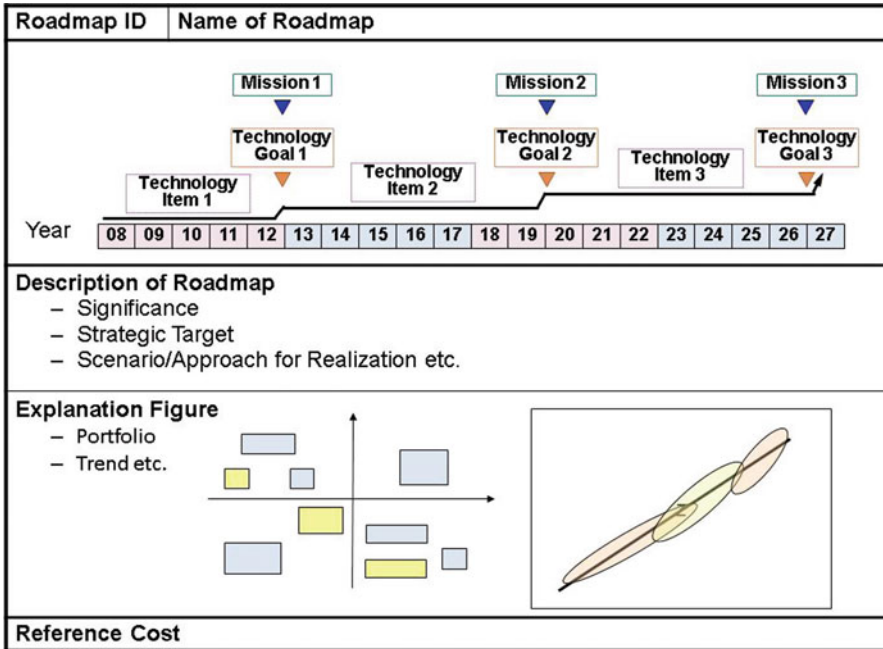 Roadmap ID Name of Roadmap
Mission 1 Mission 2 Mission 3
Technology Goal 1
Technology Goal 2
Technology Goal 3
Technology Item 1
Technology Item 2
Technology Item 3
Year 08 09 10 11 12 13 14 15 16 17 18 19 20 21 22 23 24 25 26 27
Description of Roadmap
– Significance
– Strategic Target
– Scenario/Approach for Realization etc.
Explanation Figure
– Portfolio
– Trend etc.
Reference Cost